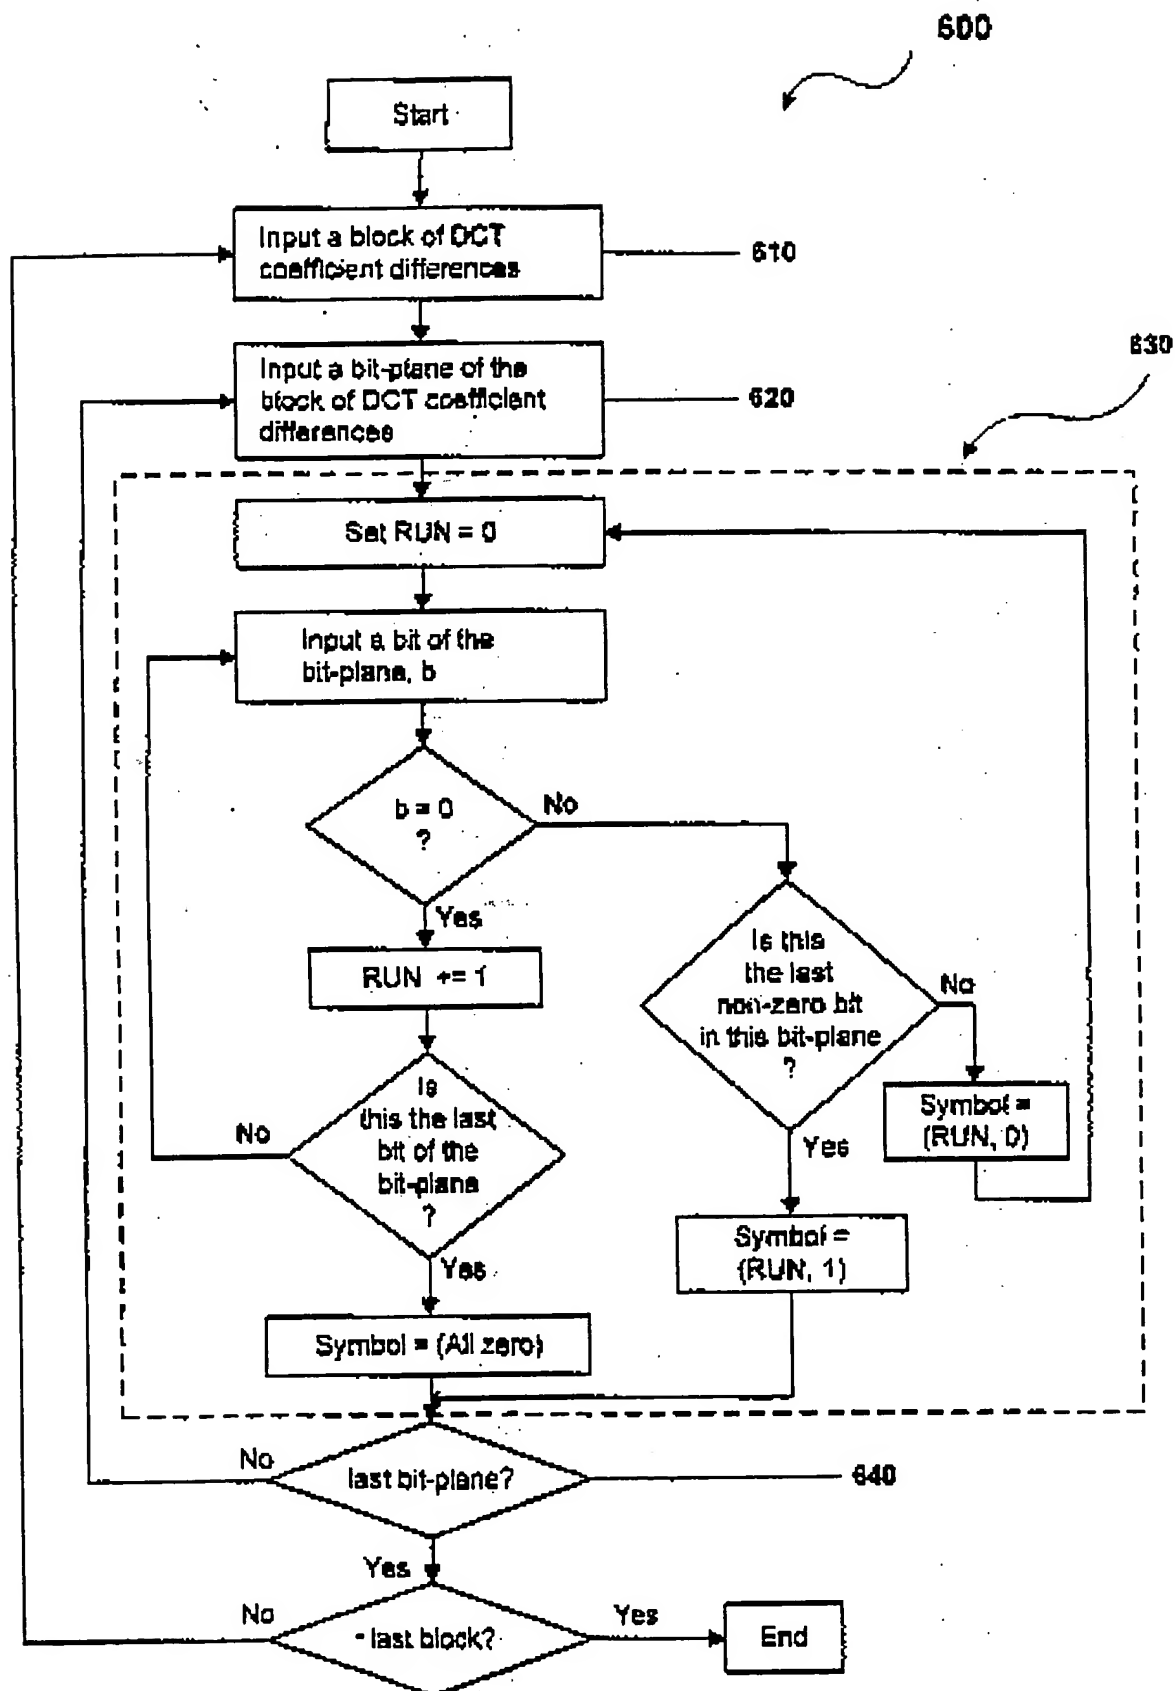 600
Start
Input a block of DCT
coefficient differences
610
Input a bit-plane of the
block of DCT coefficient
differences
620
630
Set RUN = 0
Input a bit of the
bit-plane, b
b = 0
?
No
Yes
RUN += 1
Is this
the last
non-zero bit
in this bit-plane
?
No
Symbol =
(RUN, 0)
Yes
Symbol =
(RUN, 1)
Is
this the last
bit of the
bit-plane
?
No
Yes
Symbol = (All zero)
last bit-plane?
No
640
Yes
last block?
No
Yes
End